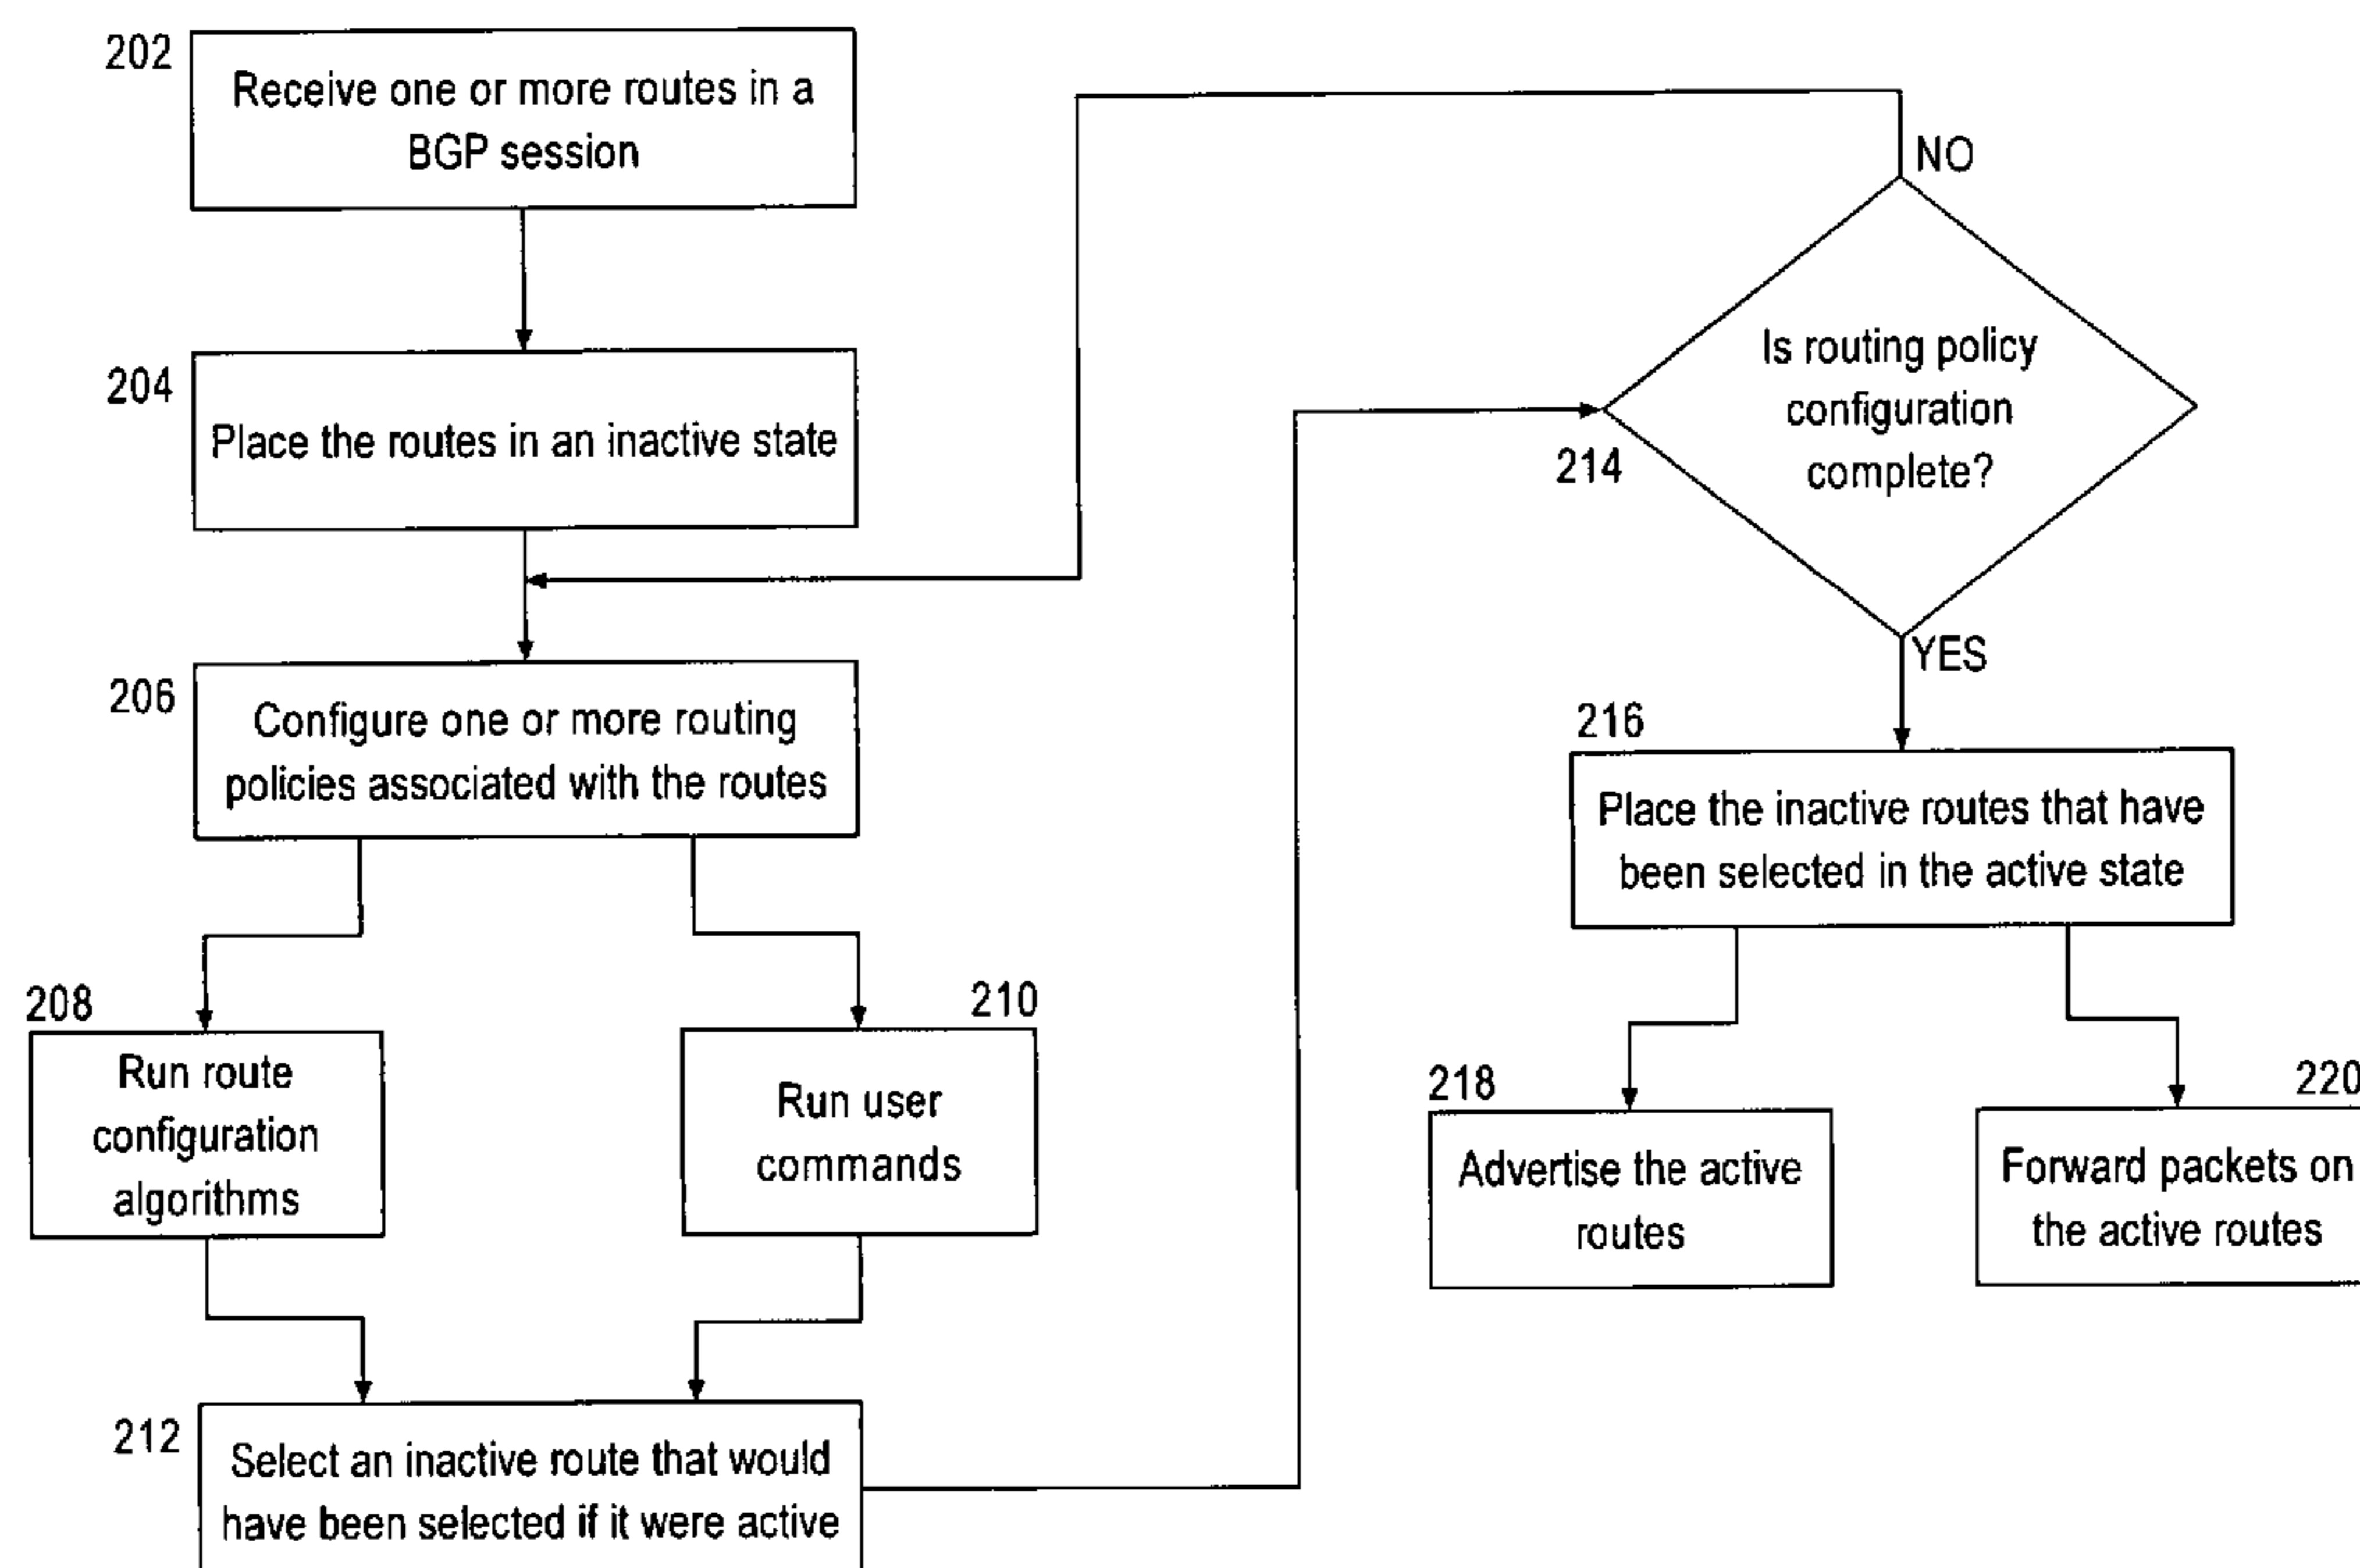 202
Receive one or more routes in a
BGP session
204
Place the routes in an inactive state
206
Configure one or more routing
policies associated with the routes
208
Run route
configuration
algorithms
210
Run user
commands
212
Select an inactive route that would
have been selected if it were active
NO
Is routing policy
configuration
complete?
214
YES
216
Place the inactive routes that have
been selected in the active state
218
Advertise the active
routes
220
Forward packets on
the active routes